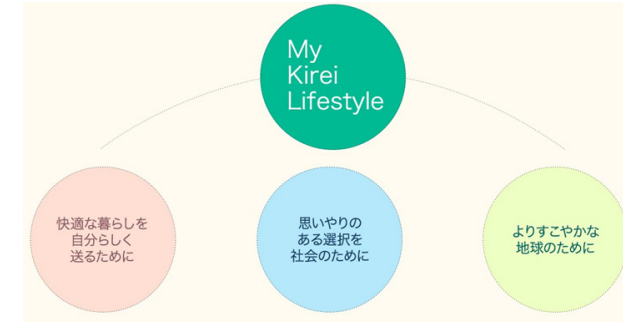 My
Kirei
Lifestyle
快適な暮らしを
自分らしく
送るために
思いやりの
ある選択を
社会のために
よりすこやかな
地球のために